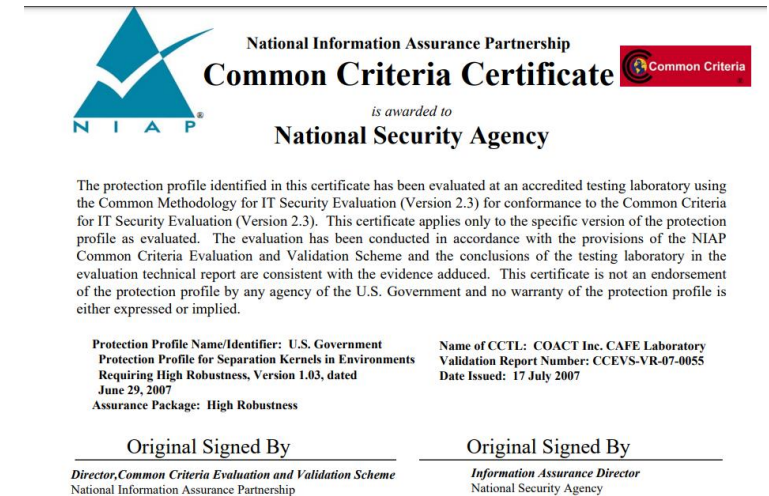 National Information Assurance Partnership
Common Criteria Certificate
Common Criteria
®
is awarded to
National Security Agency
N I A P ®
The protection profile identified in this certificate has been evaluated at an accredited testing laboratory using
the Common Methodology for IT Security Evaluation (Version 2.3) for conformance to the Common Criteria
for IT Security Evaluation (Version 2.3). This certificate applies only to the specific version of the protection
profile as evaluated. The evaluation has been conducted in accordance with the provisions of the NIAP
Common Criteria Evaluation and Validation Scheme and the conclusions of the testing laboratory in the
evaluation technical report are consistent with the evidence adduced. This certificate is not an endorsement
of the protection profile by any agency of the U.S. Government and no warranty of the protection profile is
either expressed or implied.
Protection Profile Name/Identifier: U.S. Government
Protection Profile for Separation Kernels in Environments
Requiring High Robustness, Version 1.03, dated
June 29, 2007
Assurance Package: High Robustness
Name of CCTL: COACT Inc. CAFE Laboratory
Validation Report Number: CCEVS-VR-07-0055
Date Issued: 17 July 2007
Original Signed By
Director,Common Criteria Evaluation and Validation Scheme
National Information Assurance Partnership
Original Signed By
Information Assurance Director
National Security Agency